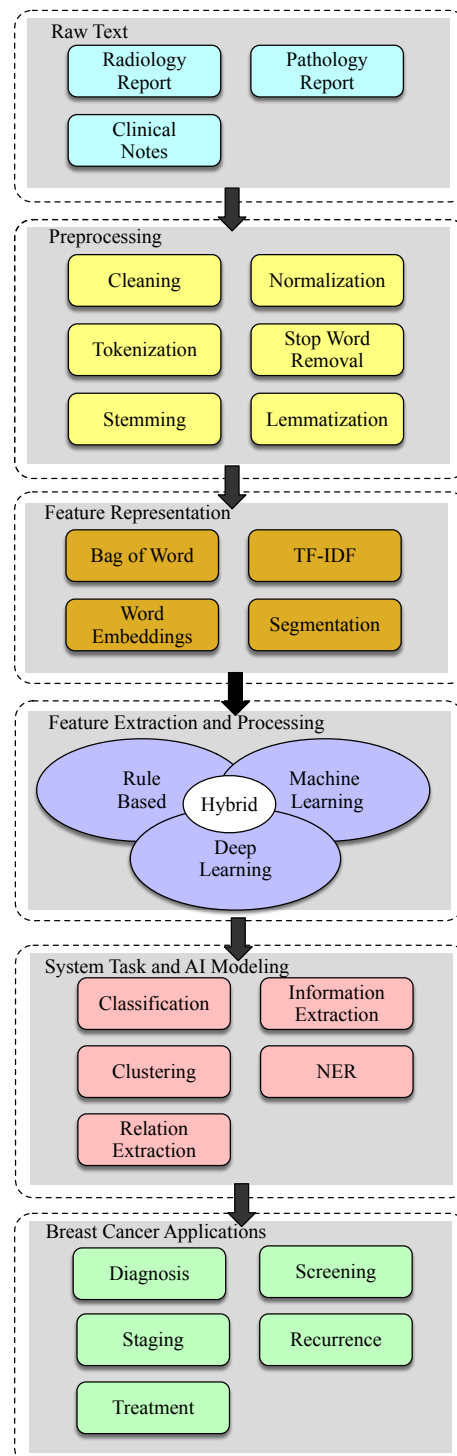 Raw Text
Radiology
Report
Pathology
Report
Clinical
Notes
Preprocessing
Cleaning
Normalization
Tokenization
Stop Word
Removal
Stemming
Lemmatization
Feature Representation
Bag of Word
TF-IDF
Word
Embeddings
Segmentation
Feature Extraction and Processing
Rule
Based
Machine
Learning
Hybrid
Deep
Learning
System Task and AI Modeling
Classification
Information
Extraction
Clustering
NER
Relation
Extraction
Breast Cancer Applications
Diagnosis
Screening
Staging
Recurrence
Treatment